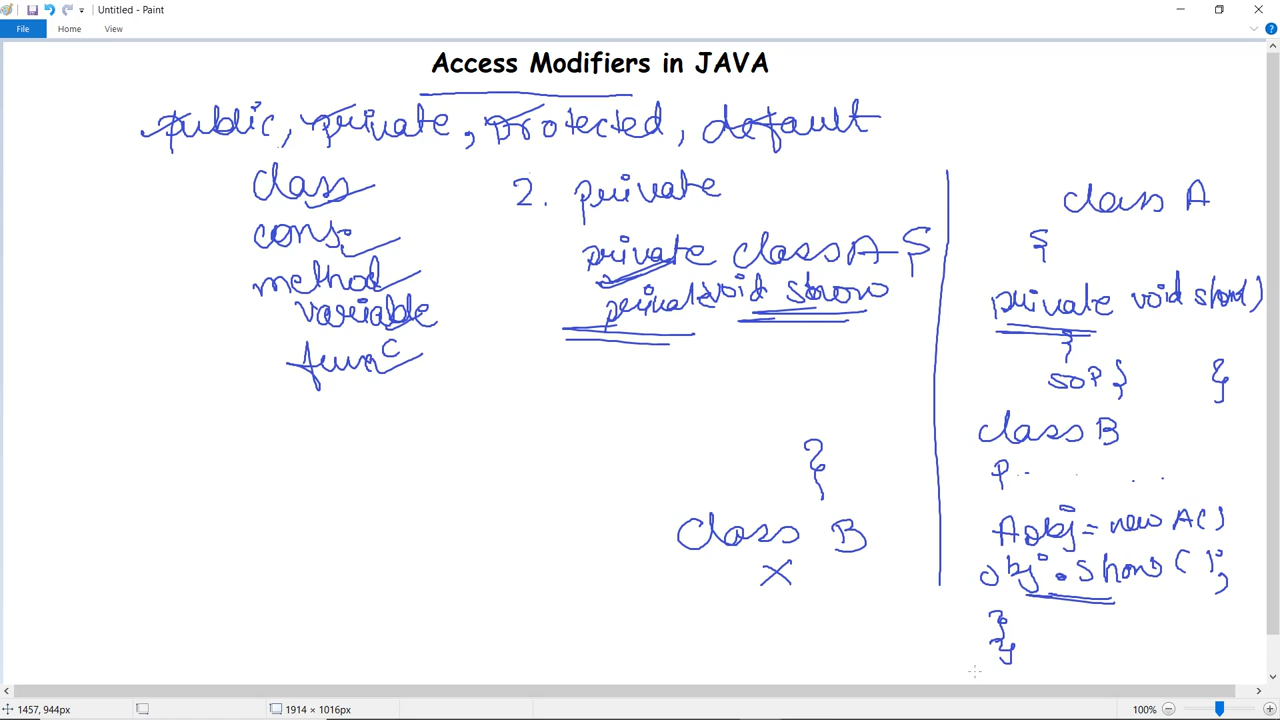 Untitled - Paint
File Home View
Access Modifiers in JAVA
public, private, protected, default
class
cons.
method
variable
func
2. private
private class A {
private void show
}
class B
X
class A
{
private void show()
{
SOP } }
class B
P .. . .
A obj = new A()
obj.show();
}
}
1457, 944px 1914 × 1016px 100%